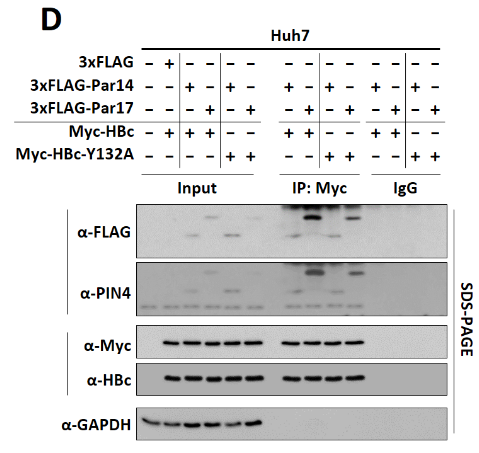 D
Huh7
3xFLAG – + – – – – – – – – – – – –
3xFLAG-Par14 – – + – + – + – + – + – + –
3xFLAG-Par17 – – – + – + – + – + – + – +
Myc-HBc – + + + – – + + – – + + – –
Myc-HBc-Y132A – – – – + + – – + + – – + +
Input IP: Myc IgG
α-FLAG
α-PIN4
α-Myc
α-HBc
α-GAPDH
SDS-PAGE